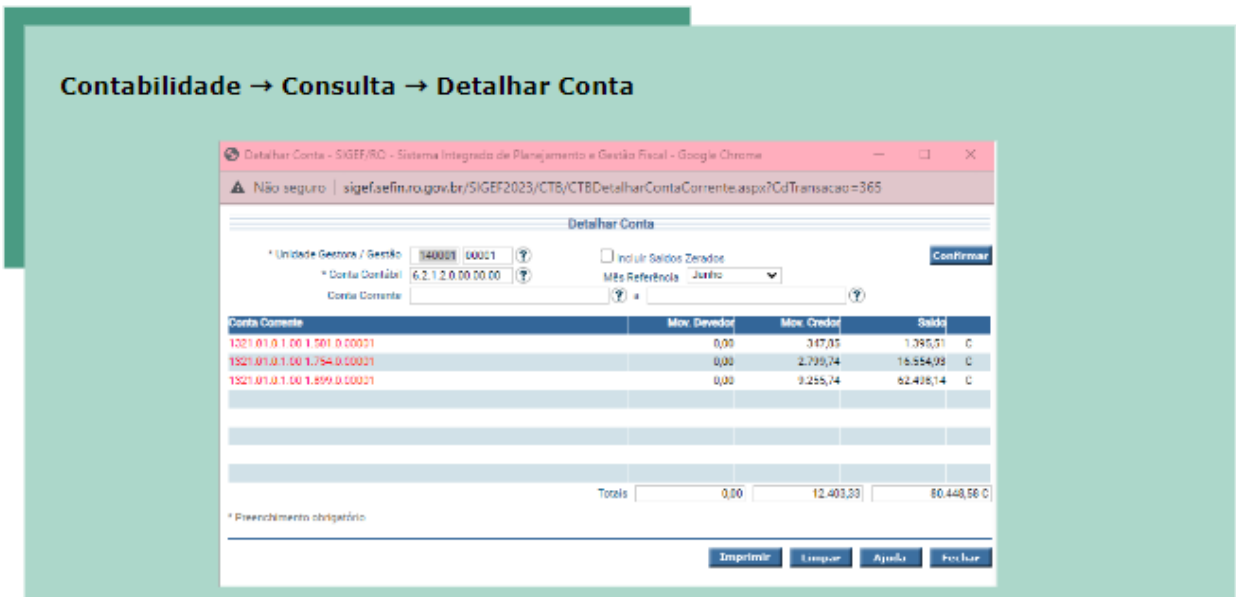 Contabilidade → Consulta → Detalhar Conta
Detalhar Conta - SIGEF/RO - Sistema Integrado de Planejamento e Gestão Fiscal - Google Chrome
Não seguro | sigef.sefin.ro.gov.br/SIGEF2023/CTB/CTBDetalharContaCorrente.aspx?CdTransacao=365
Detalhar Conta
* Unidade Gestora / Gestão 140001 00001 ? Incluir Saldos Zerados Confirmar
* Conta Contábil 6.2.1.2.0.00.00.00 ? Mês Referência Junho
Conta Corrente ? a ?
Conta Corrente Mov. Devedor Mov. Credor Saldo
1321.01.0.1.00 1.501.0.00001 0,00 347,85 1.395,51 C
1321.01.0.1.00 1.754.0.00001 0,00 2.799,74 16.554,93 C
1321.01.0.1.00 1.899.0.00001 0,00 9.255,74 62.498,14 C
Totais 0,00 12.403,33 80.448,58 C
* Preenchimento obrigatório
Imprimir Limpar Ajuda Fechar